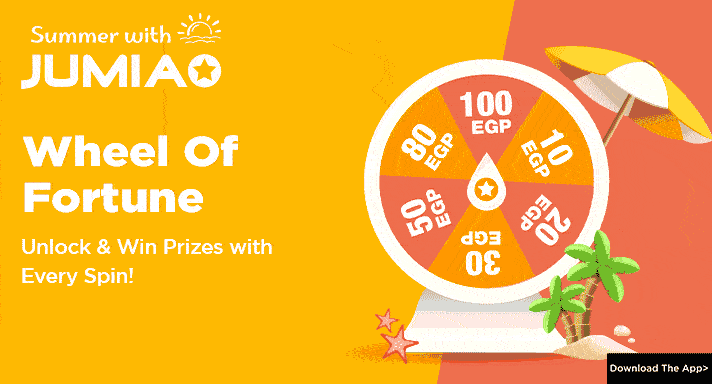 Summer with
JUMIA
Wheel Of
Fortune
Unlock & Win Prizes with
Every Spin!
100
EGP
10
EGP
20
EGP
30
EGP
50
EGP
80
EGP
Download The App>